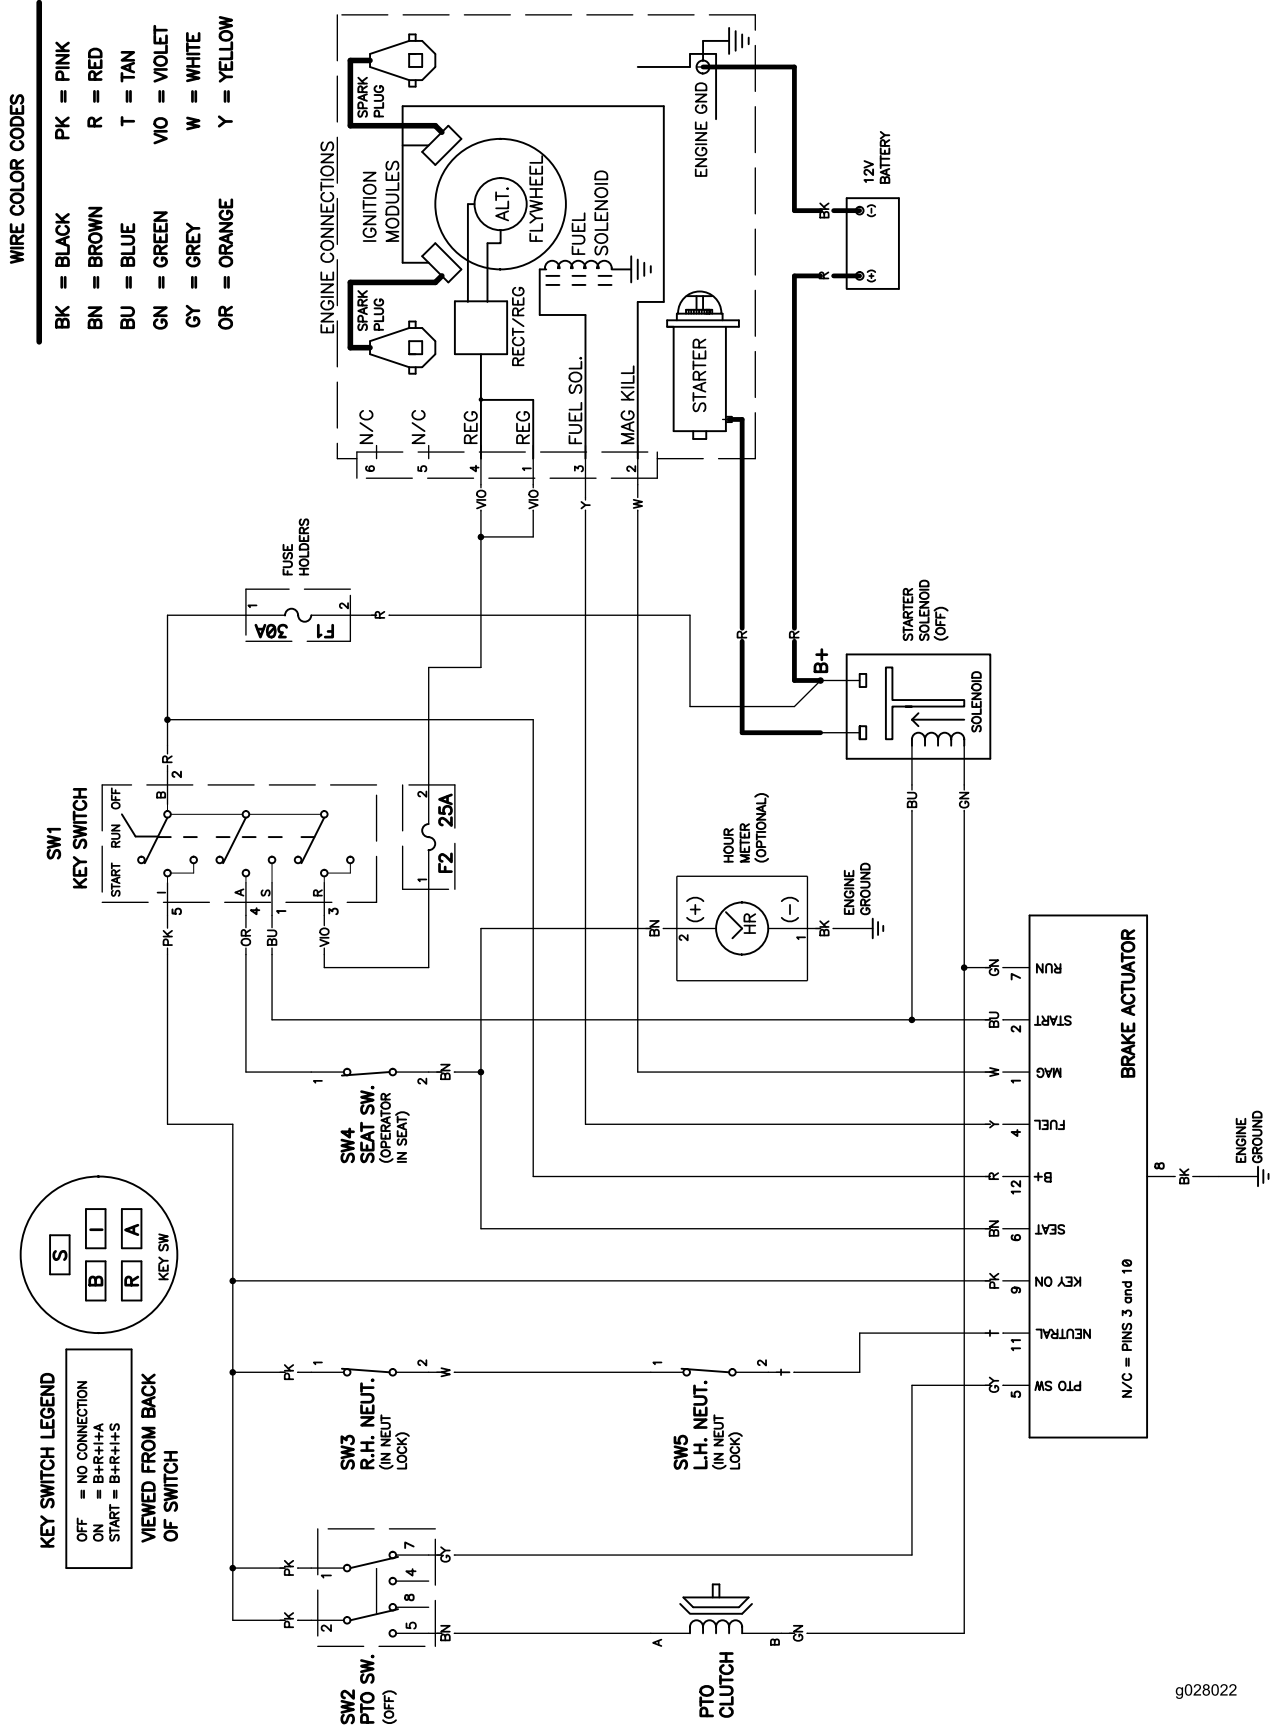 WIRE COLOR CODES
BK = BLACK
BN = BROWN
BU = BLUE
GN = GREEN
GY = GREY
OR = ORANGE
PK = PINK
R = RED
T = TAN
VIO = VIOLET
W = WHITE
Y = YELLOW
ENGINE CONNECTIONS
SPARK
PLUG
SPARK
PLUG
IGNITION
MODULES
ALT.
FLYWHEEL
FUEL
SOLENOID
RECT/REG
ENGINE GND
STARTER
N/C
N/C
REG
REG
FUEL SOL.
MAG KILL
6
5
4
1
3
2
VIO
VIO
Y
W
12V
BATTERY
BK
(-)
R
(+)
FUSE
HOLDERS
1
2
30A
F1
R
R
R
B+
STARTER
SOLENOID
(OFF)
SOLENOID
BU
GN
SW1
KEY SWITCH
R
2
B
START RUN OFF
I
A
S
R
5
4
1
3
PK
OR
BU
VIO
2
25A
F2
1
HOUR
METER
(OPTIONAL)
BN
2
(+)
HR
(-)
1
BK
ENGINE
GROUND
1
2
BN
SW4
SEAT SW.
(OPERATOR
IN SEAT)
BRAKE ACTUATOR
GN
7
RUN
BU
2
START
W
1
MAG
Y
4
FUEL
R
12
B+
BN
6
SEAT
PK
9
KEY ON
11
NEUTRAL
GY
5
PTO SW
N/C = PINS 3 and 10
8
BK
ENGINE
GROUND
S
B
I
R
A
KEY SW
KEY SWITCH LEGEND
OFF = NO CONNECTION
ON = B+R+I+A
START = B+R+I+S
VIEWED FROM BACK
OF SWITCH
PK
1
2
W
SW3
R.H. NEUT.
(IN NEUT
LOCK)
1
2
SW5
L.H. NEUT.
(IN NEUT
LOCK)
PK
PK
1
2
7
4
8
5
GY
BN
SW2
PTO SW.
(OFF)
A
B
GN
PTO
CLUTCH
g028022